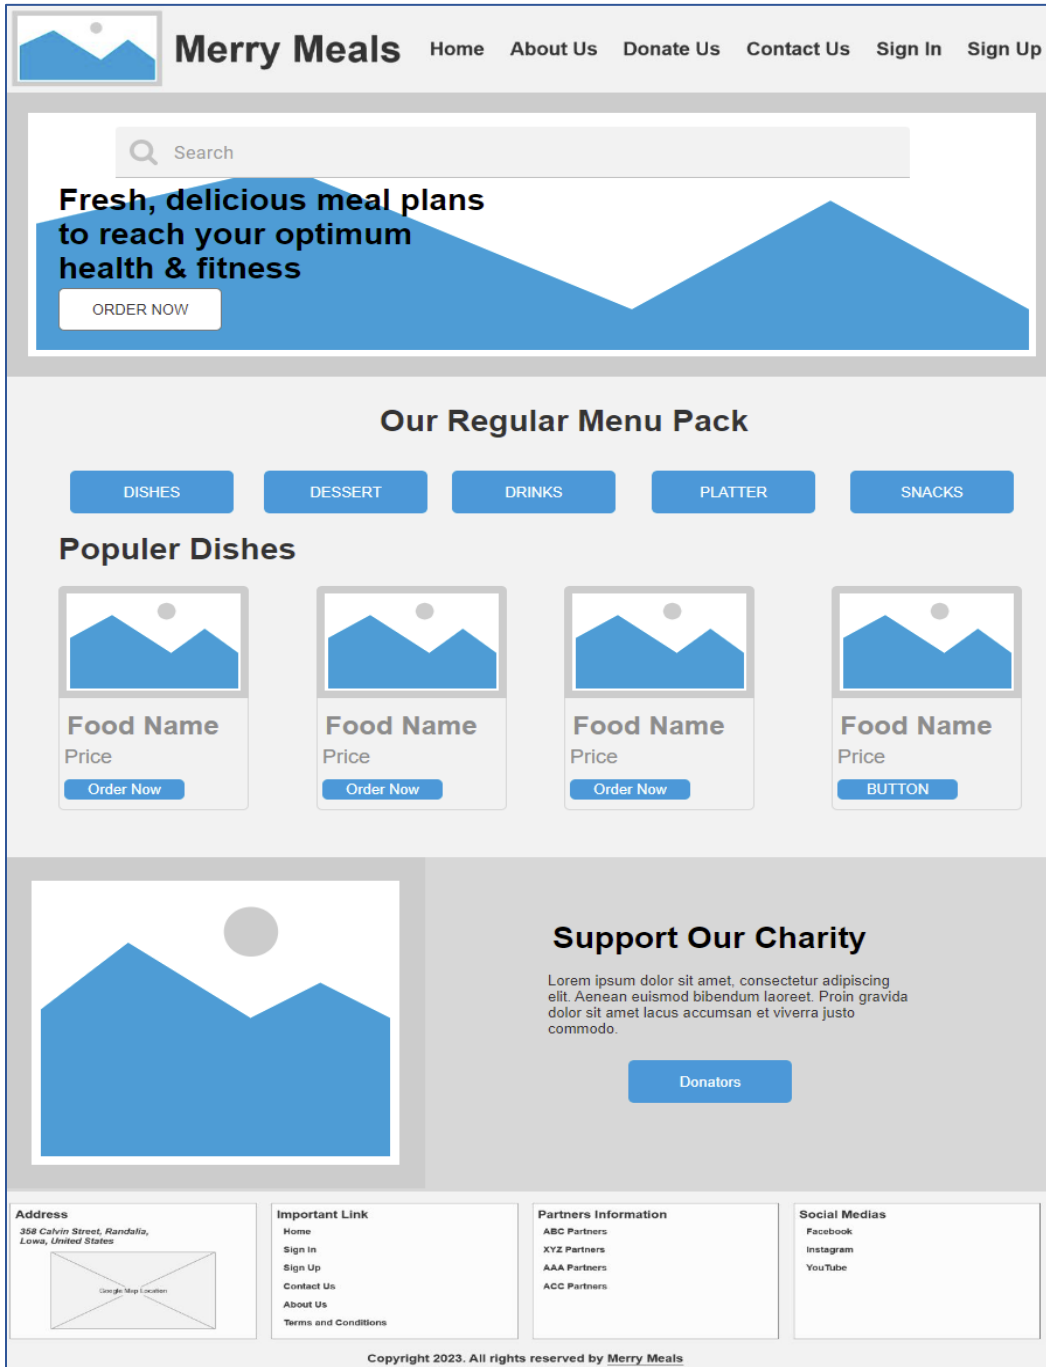 Merry Meals Home About Us Donate Us Contact Us Sign In Sign Up
Search
Fresh, delicious meal plans
to reach your optimum
health & fitness
ORDER NOW
Our Regular Menu Pack
DISHES DESSERT DRINKS PLATTER SNACKS
Populer Dishes
Food Name Food Name Food Name Food Name
Price Price Price Price
Order Now Order Now Order Now BUTTON
Support Our Charity
Lorem ipsum dolor sit amet, consectetur adipiscing
elit. Aenean euismod bibendum laoreet. Proin gravida
dolor sit amet lacus accumsan et viverra justo
commodo.
Donators
Address
358 Calvin Street, Randalia,
Lowa, United States
Google Map Location
Important Link
Home
Sign In
Sign Up
Contact Us
About Us
Terms and Conditions
Partners Information
ABC Partners
XYZ Partners
AAA Partners
ACC Partners
Social Medias
Facebook
Instagram
YouTube
Copyright 2023. All rights reserved by Merry Meals